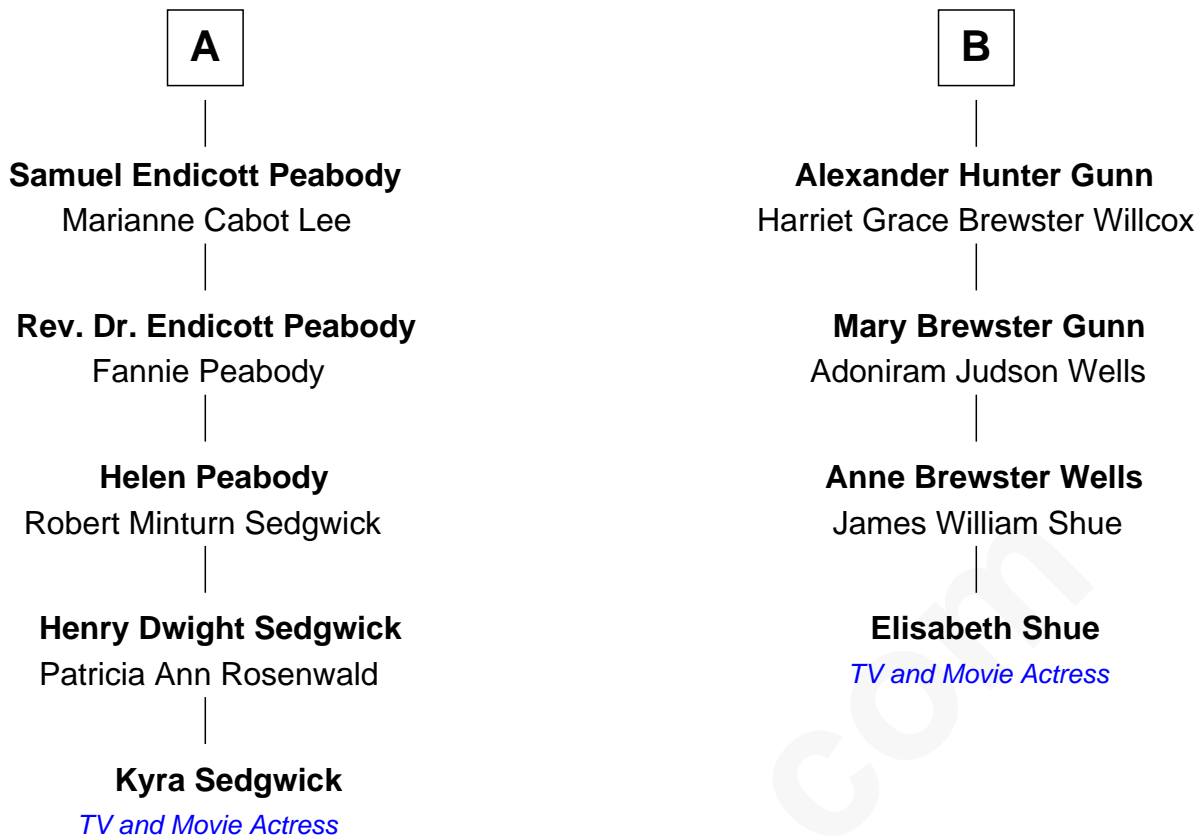 A
Samuel Endicott Peabody
Marianne Cabot Lee
Rev. Dr. Endicott Peabody
Fannie Peabody
Helen Peabody
Robert Minturn Sedgwick
Henry Dwight Sedgwick
Patricia Ann Rosenwald
Kyra Sedgwick
TV and Movie Actress
B
Alexander Hunter Gunn
Harriet Grace Brewster Willcox
Mary Brewster Gunn
Adoniram Judson Wells
Anne Brewster Wells
James William Shue
Elisabeth Shue
TV and Movie Actress
com